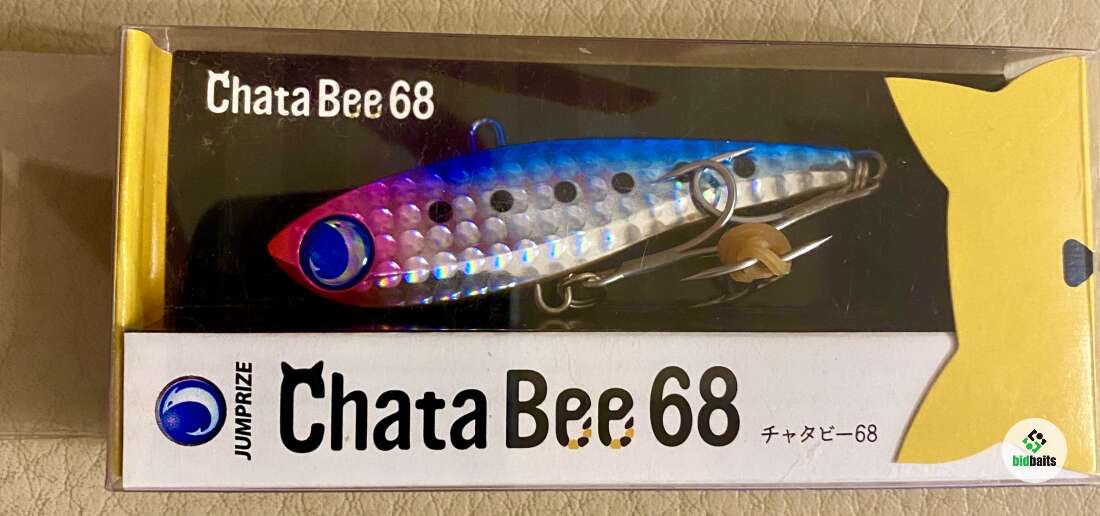 Chata Bee 68
JUMPRIZE
Chata Bee 68
チャタビー68
bidbaits